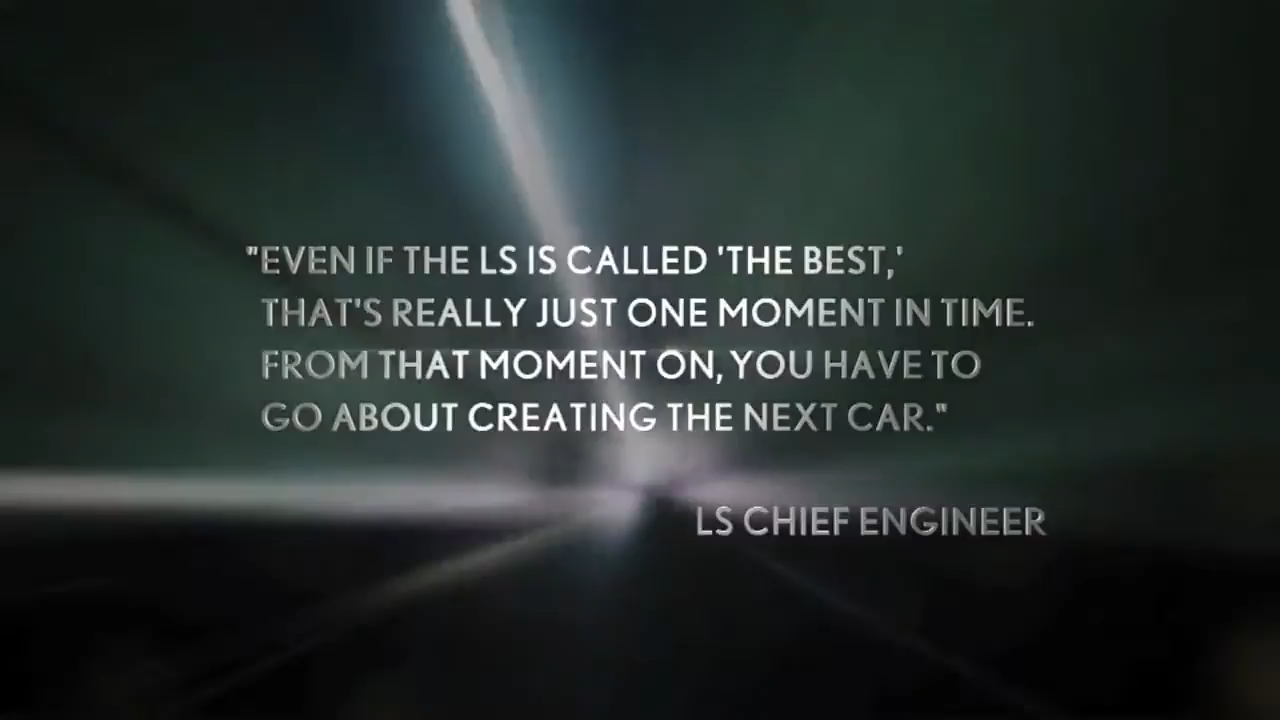 "EVEN IF THE LS IS CALLED 'THE BEST,'
THAT'S REALLY JUST ONE MOMENT IN TIME.
FROM THAT MOMENT ON, YOU HAVE TO
GO ABOUT CREATING THE NEXT CAR."
LS CHIEF ENGINEER